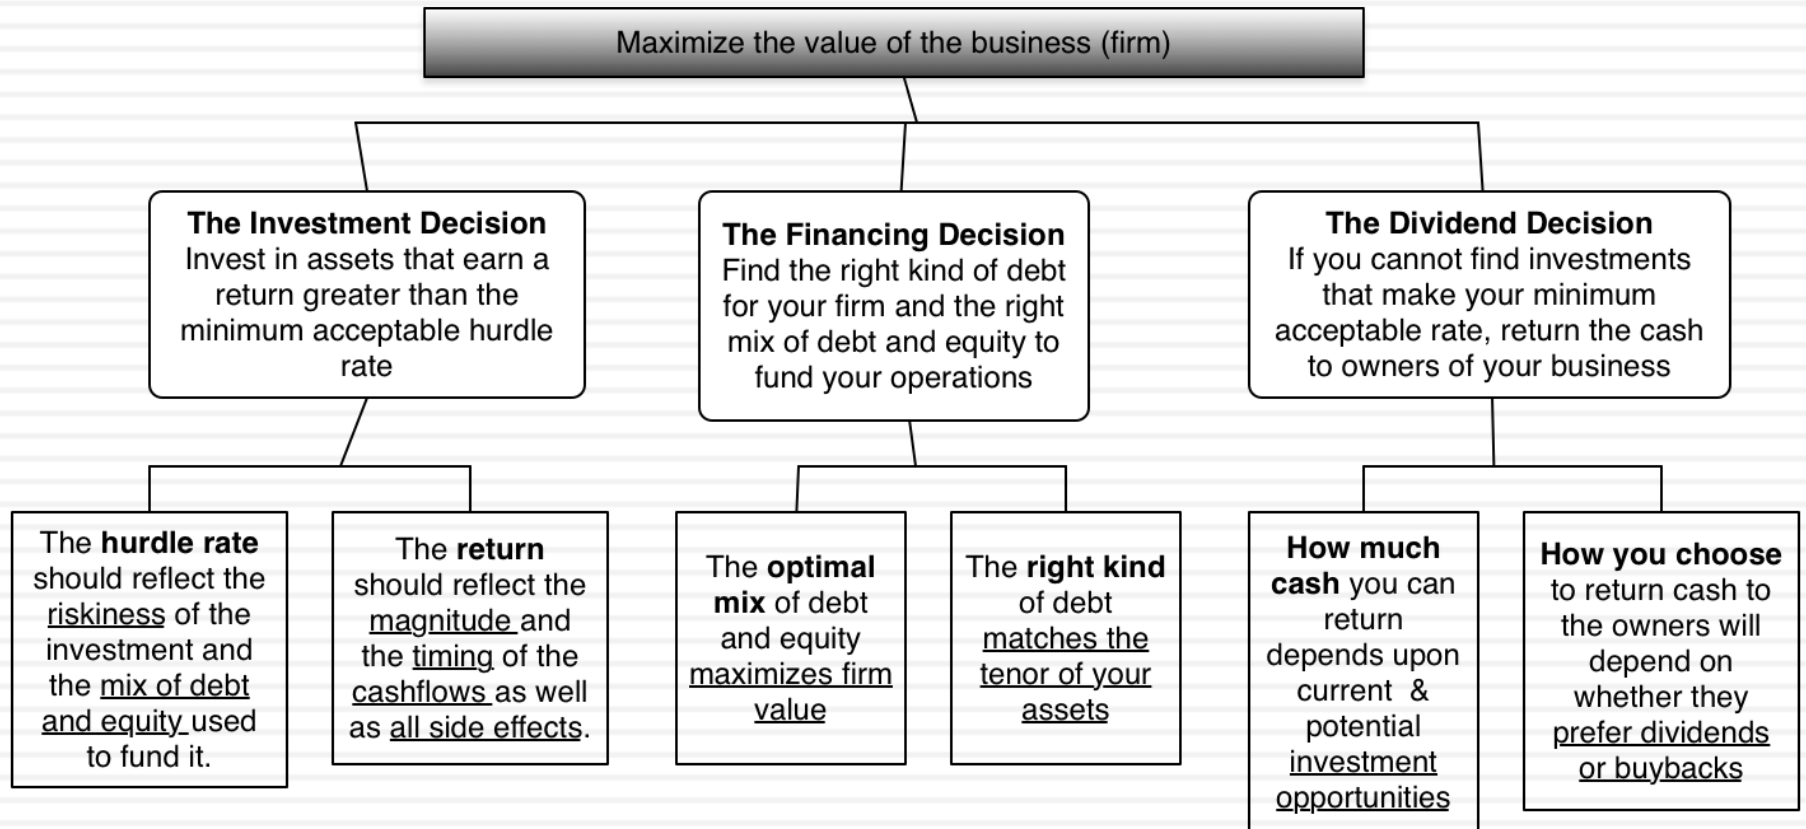 Maximize the value of the business (firm)
The Investment Decision
Invest in assets that earn a
return greater than the
minimum acceptable hurdle
rate
The Financing Decision
Find the right kind of debt
for your firm and the right
mix of debt and equity to
fund your operations
The Dividend Decision
If you cannot find investments
that make your minimum
acceptable rate, return the cash
to owners of your business
The hurdle rate
should reflect the
riskiness of the
investment and
the mix of debt
and equity used
to fund it.
The return
should reflect the
magnitude and
the timing of the
cashflows as well
as all side effects.
The optimal
mix of debt
and equity
maximizes firm
value
The right kind
of debt
matches the
tenor of your
assets
How much
cash you can
return
depends upon
current &
potential
investment
opportunities
How you choose
to return cash to
the owners will
depend on
whether they
prefer dividends
or buybacks